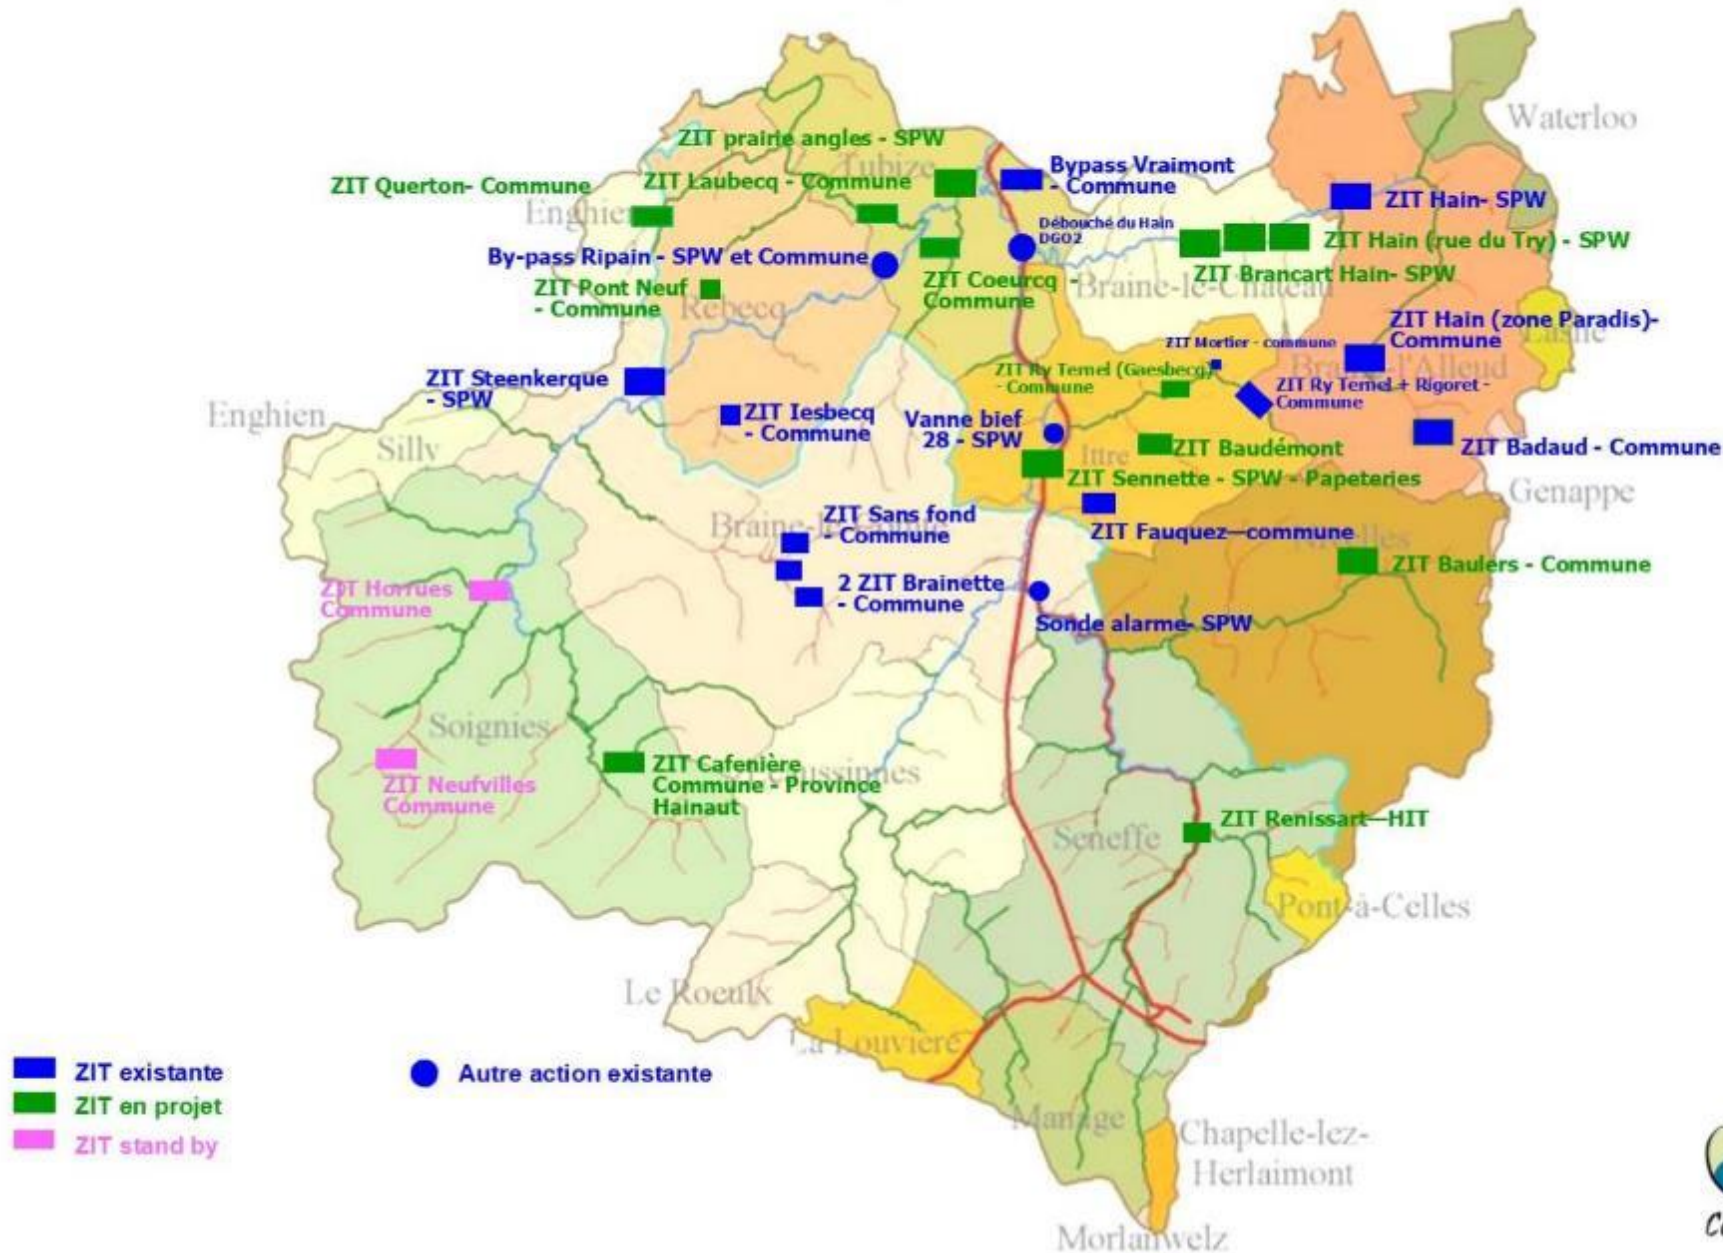 Waterloo
ZIT prairie angles - SPW
Tubize
Bypass Vraimont
- Commune
ZIT Querton- Commune
ZIT Laubecq - Commune
ZIT Hain- SPW
Enghien
Débouché du Hain
DGO2
ZIT Hain (rue du Try) - SPW
By-pass Ripain - SPW et Commune
ZIT Brancart Hain- SPW
ZIT Coeurcq -
Commune
Braine-le-Château
ZIT Pont Neuf
- Commune
Rebecq
ZIT Hain (zone Paradis)-
Commune
Lasne
ZIT Mortier - commune
Braine-l'Alleud
ZIT Ry Ternel (Gaesbecq)
- Commune
ZIT Ry Ternel + Rigoret -
Commune
ZIT Steenkerque
- SPW
Enghien
ZIT Iesbecq
- Commune
Vanne bief
28 - SPW
Silly
Ittre
ZIT Baudémont
ZIT Badaud - Commune
ZIT Sennette - SPW - Papeteries
Genappe
Braine-le-Comte
ZIT Sans fond
- Commune
ZIT Fauquez—commune
Nivelles
ZIT Baulers - Commune
2 ZIT Brainette
- Commune
ZIT Horrues
Commune
Sonde alarme- SPW
Soignies
ZIT Cafenière
Commune - Province
Hainaut
Ecaussinnes
ZIT Neufvilles
Commune
Seneffe
ZIT Renissart—HIT
Pont-à-Celles
Le Roeulx
La Louvière
ZIT existante
Autre action existante
ZIT en projet
ZIT stand by
Manage
Chapelle-lez-
Herlaimont
Morlanwelz